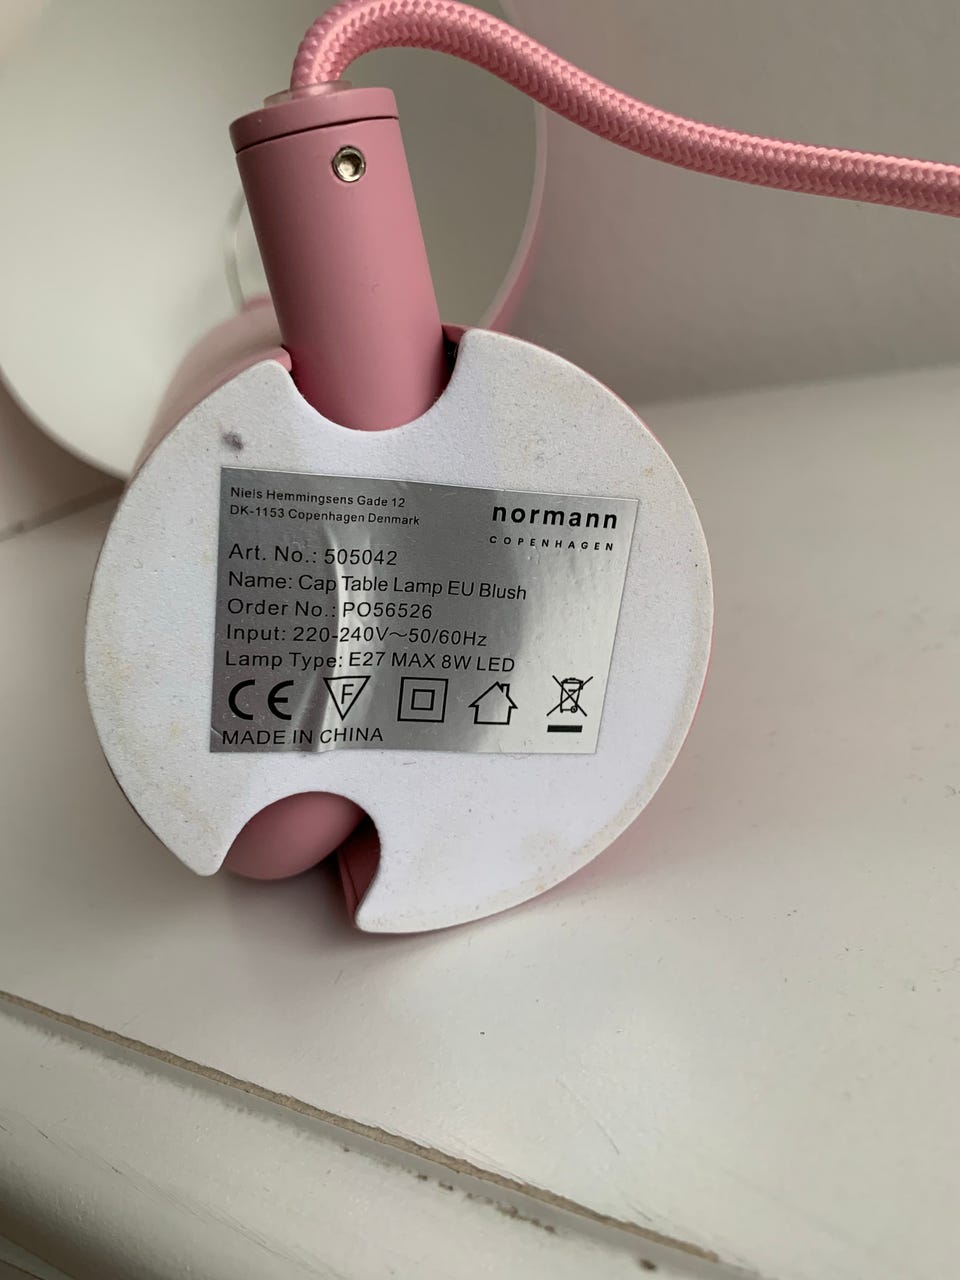 Niels Hemmingsens Gade 12
DK-1153 Copenhagen Denmark
normann
COPENHAGEN
Art. No.: 505042
Name: Cap Table Lamp EU Blush
Order No.: PO56526
Input: 220-240V～50/60Hz
Lamp Type: E27 MAX 8W LED
CE F
MADE IN CHINA